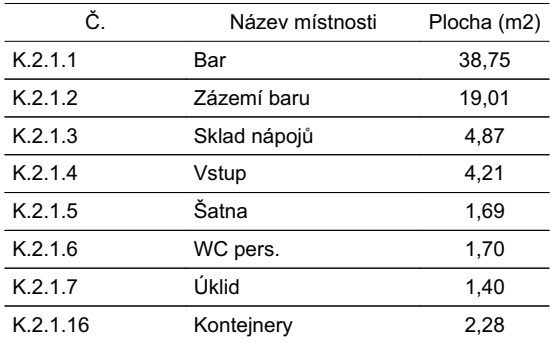 Č. Název místnosti Plocha (m2)
K.2.1.1 Bar 38,75
K.2.1.2 Zázemí baru 19,01
K.2.1.3 Sklad nápojů 4,87
K.2.1.4 Vstup 4,21
K.2.1.5 Šatna 1,69
K.2.1.6 WC pers. 1,70
K.2.1.7 Úklid 1,40
K.2.1.16 Kontejnery 2,28